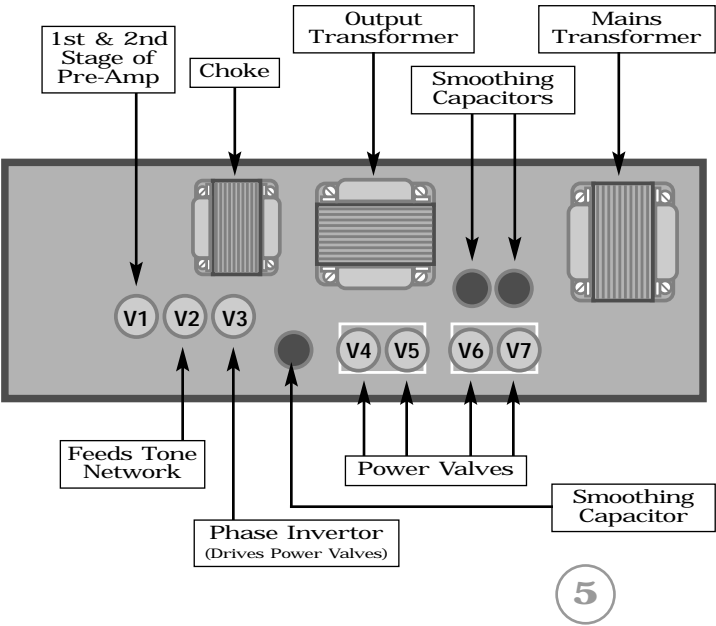 Output
Transformer
Mains
Transformer
1st & 2nd
Stage of
Pre-Amp
Choke
Smoothing
Capacitors
V1
V2
V3
V4
V5
V6
V7
Feeds Tone
Network
Power Valves
Smoothing
Capacitor
Phase Invertor
(Drives Power Valves)
5